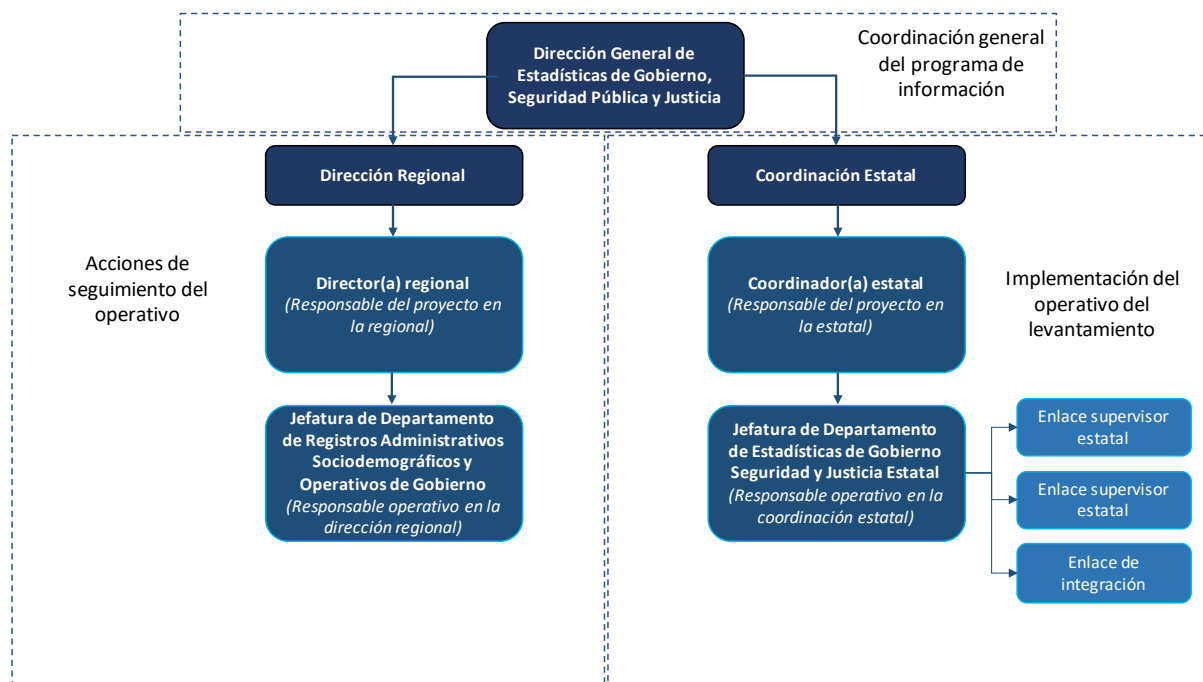 Dirección General de
Estadísticas de Gobierno,
Seguridad Pública y Justicia
Coordinación general
del programa de
información
Dirección Regional
Coordinación Estatal
Acciones de
seguimiento del
operativo
Director(a) regional
(Responsable del proyecto en
la regional)
Coordinador(a) estatal
(Responsable del proyecto en
la estatal)
Implementación del
operativo del
levantamiento
Jefatura de Departamento
de Registros Administrativos
Sociodemográficos y
Operativos de Gobierno
(Responsable operativo en la
dirección regional)
Jefatura de Departamento
de Estadísticas de Gobierno
Seguridad y Justicia Estatal
(Responsable operativo en la
coordinación estatal)
Enlace supervisor
estatal
Enlace supervisor
estatal
Enlace de
integración